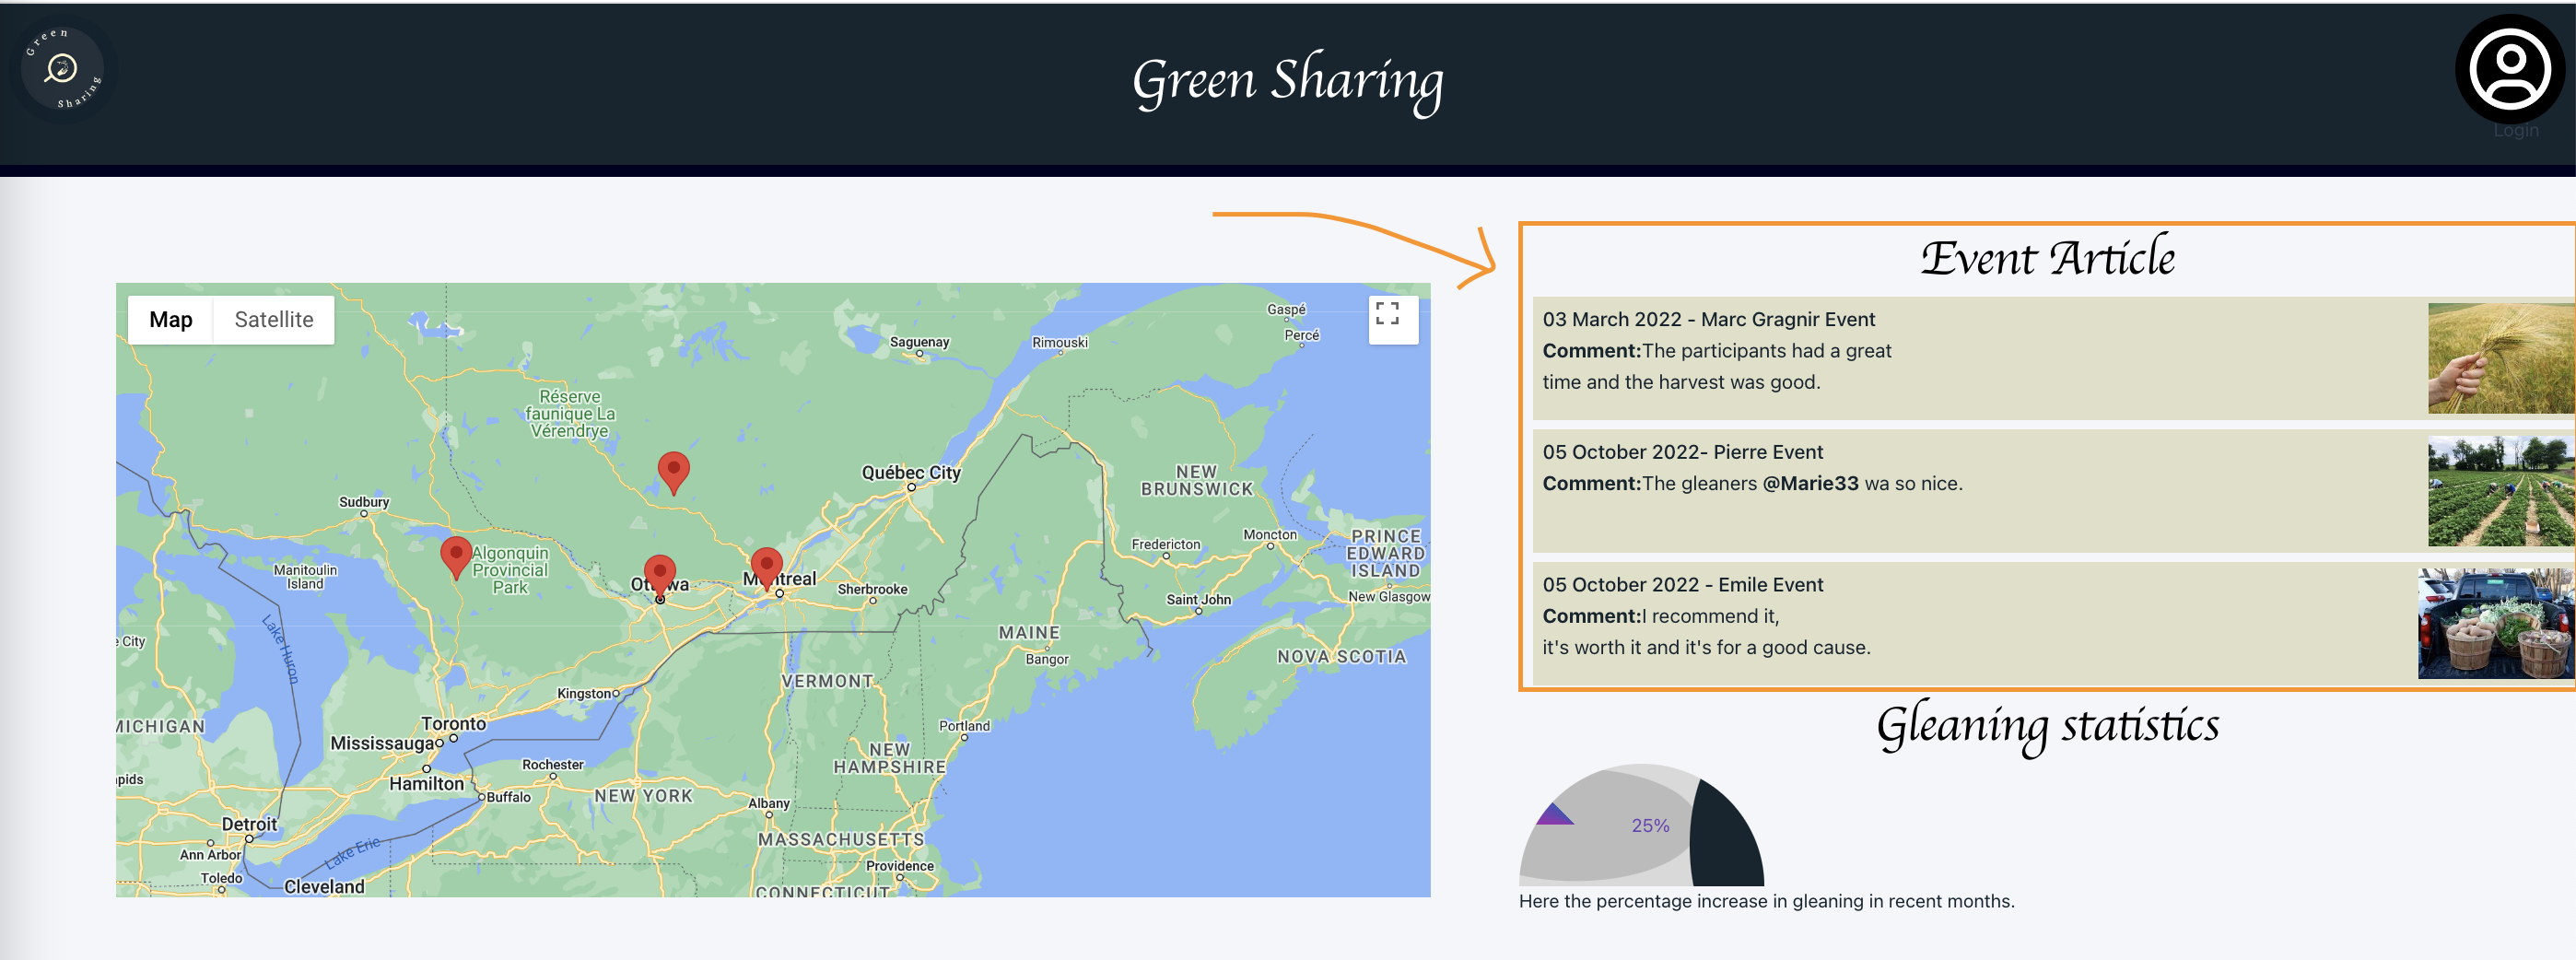 Green
Sharing
Green Sharing
Login
Map
Satellite
Gaspé
Percé
Saguenay
Rimouski
Réserve
faunique La
Vérendrye
Québec City
NEW
BRUNSWICK
Sudbury
Algonquin
Provincial
Park
Manitoulin
Island
Montreal
Sherbrooke
Fredericton
Moncton
PRINCE
EDWARD
ISLAND
New Glasgow
Saint John
Lake Huron
e City
MAINE
Bangor
NOVA SCOTIA
VERMONT
Kingston
MICHIGAN
Toronto
Mississauga
Hamilton
Portland
NEW
HAMPSHIRE
Rochester
Buffalo
NEW YORK
Albany
apids
Detroit
Ann Arbor
Lake Erie
MASSACHUSETTS
Providence
Toledo
Cleveland
CONNECTICUT
Event Article
03 March 2022 - Marc Gragnir Event
Comment:The participants had a great
time and the harvest was good.
05 October 2022- Pierre Event
Comment:The gleaners @Marie33 wa so nice.
05 October 2022 - Emile Event
Comment:I recommend it,
it's worth it and it's for a good cause.
Gleaning statistics
25%
Here the percentage increase in gleaning in recent months.